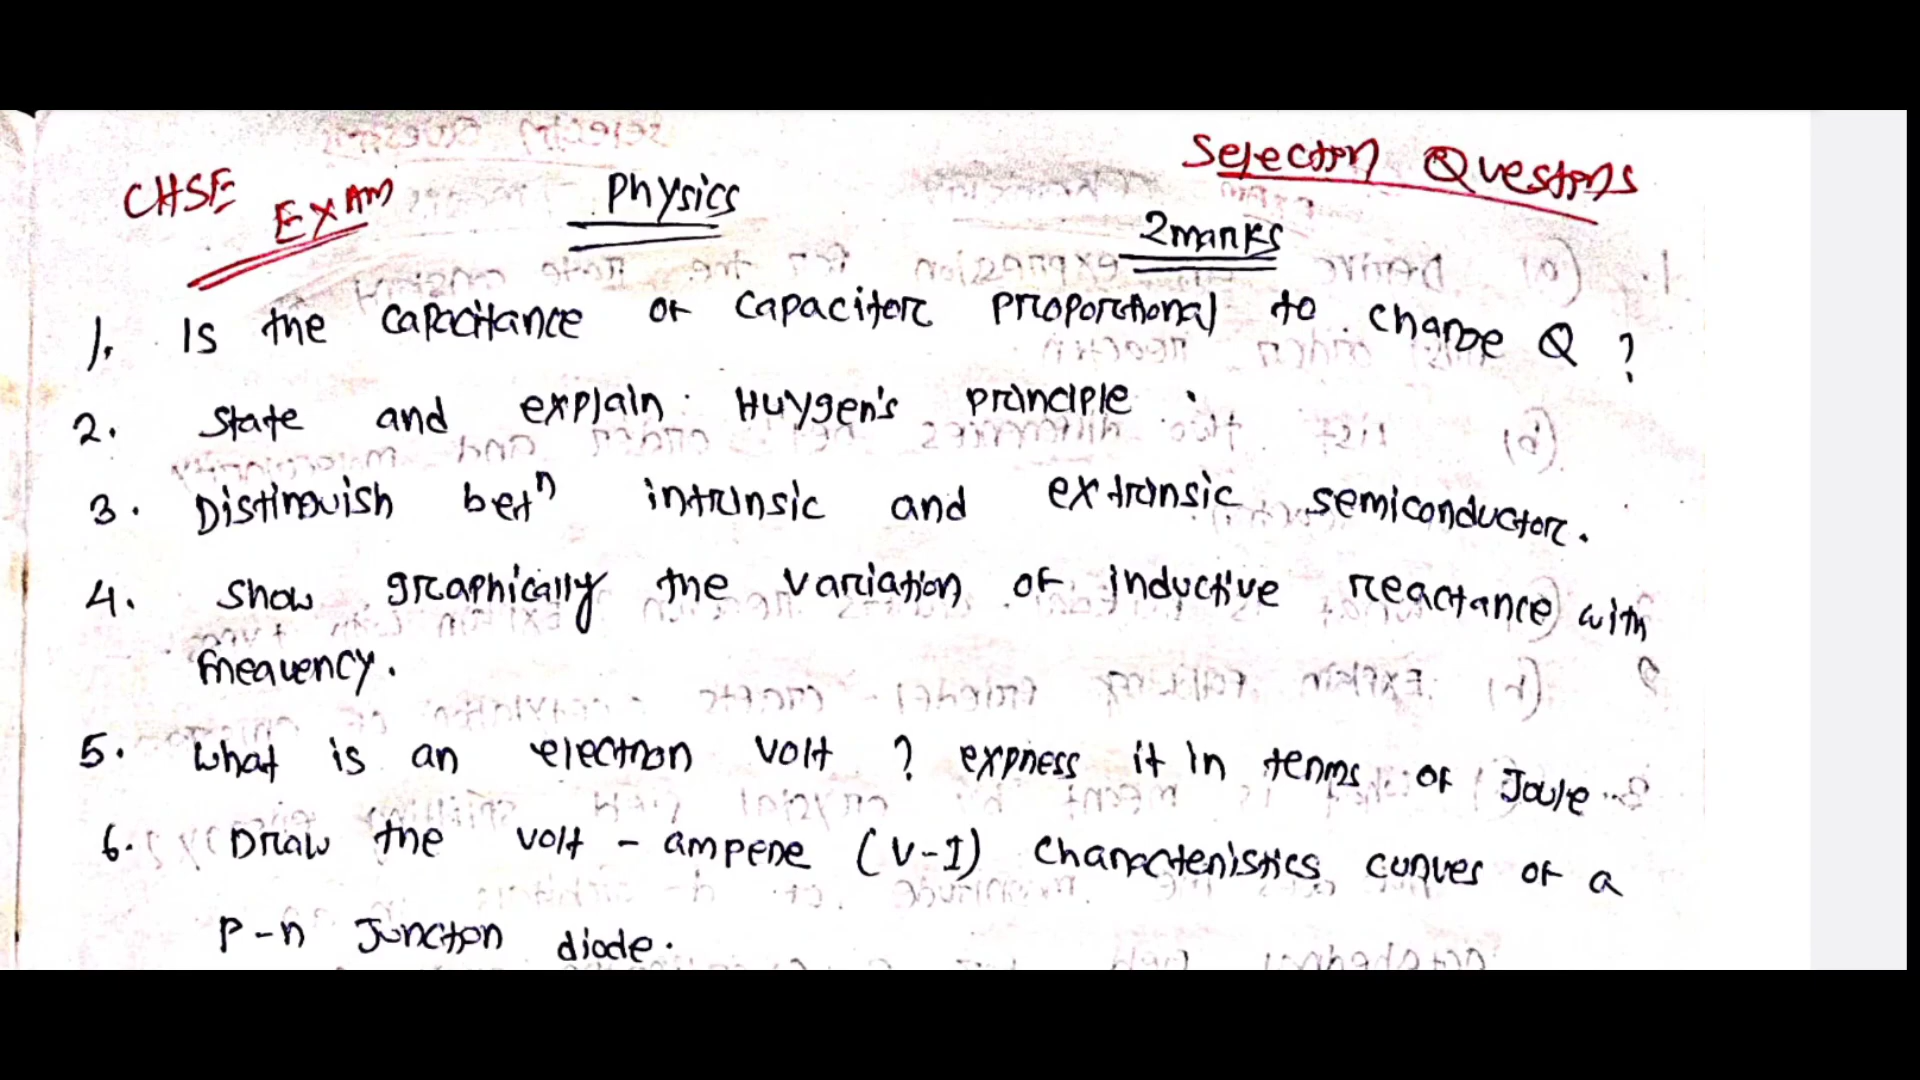 CHSE EXAM
Physics
Selection Questions
2marks
1. Is the capacitance of capacitor proportional to charge Q ?
2. State and explain Huygen's principle .
3. Distinguish betn intrinsic and extrinsic semiconductor.
4. Show graphically the variation of inductive reactance with
frequency.
5. What is an electron volt ? express it in terms of Joule
6. Draw the volt - ampere (V-I) characteristics curves of a
P-n Junction diode.